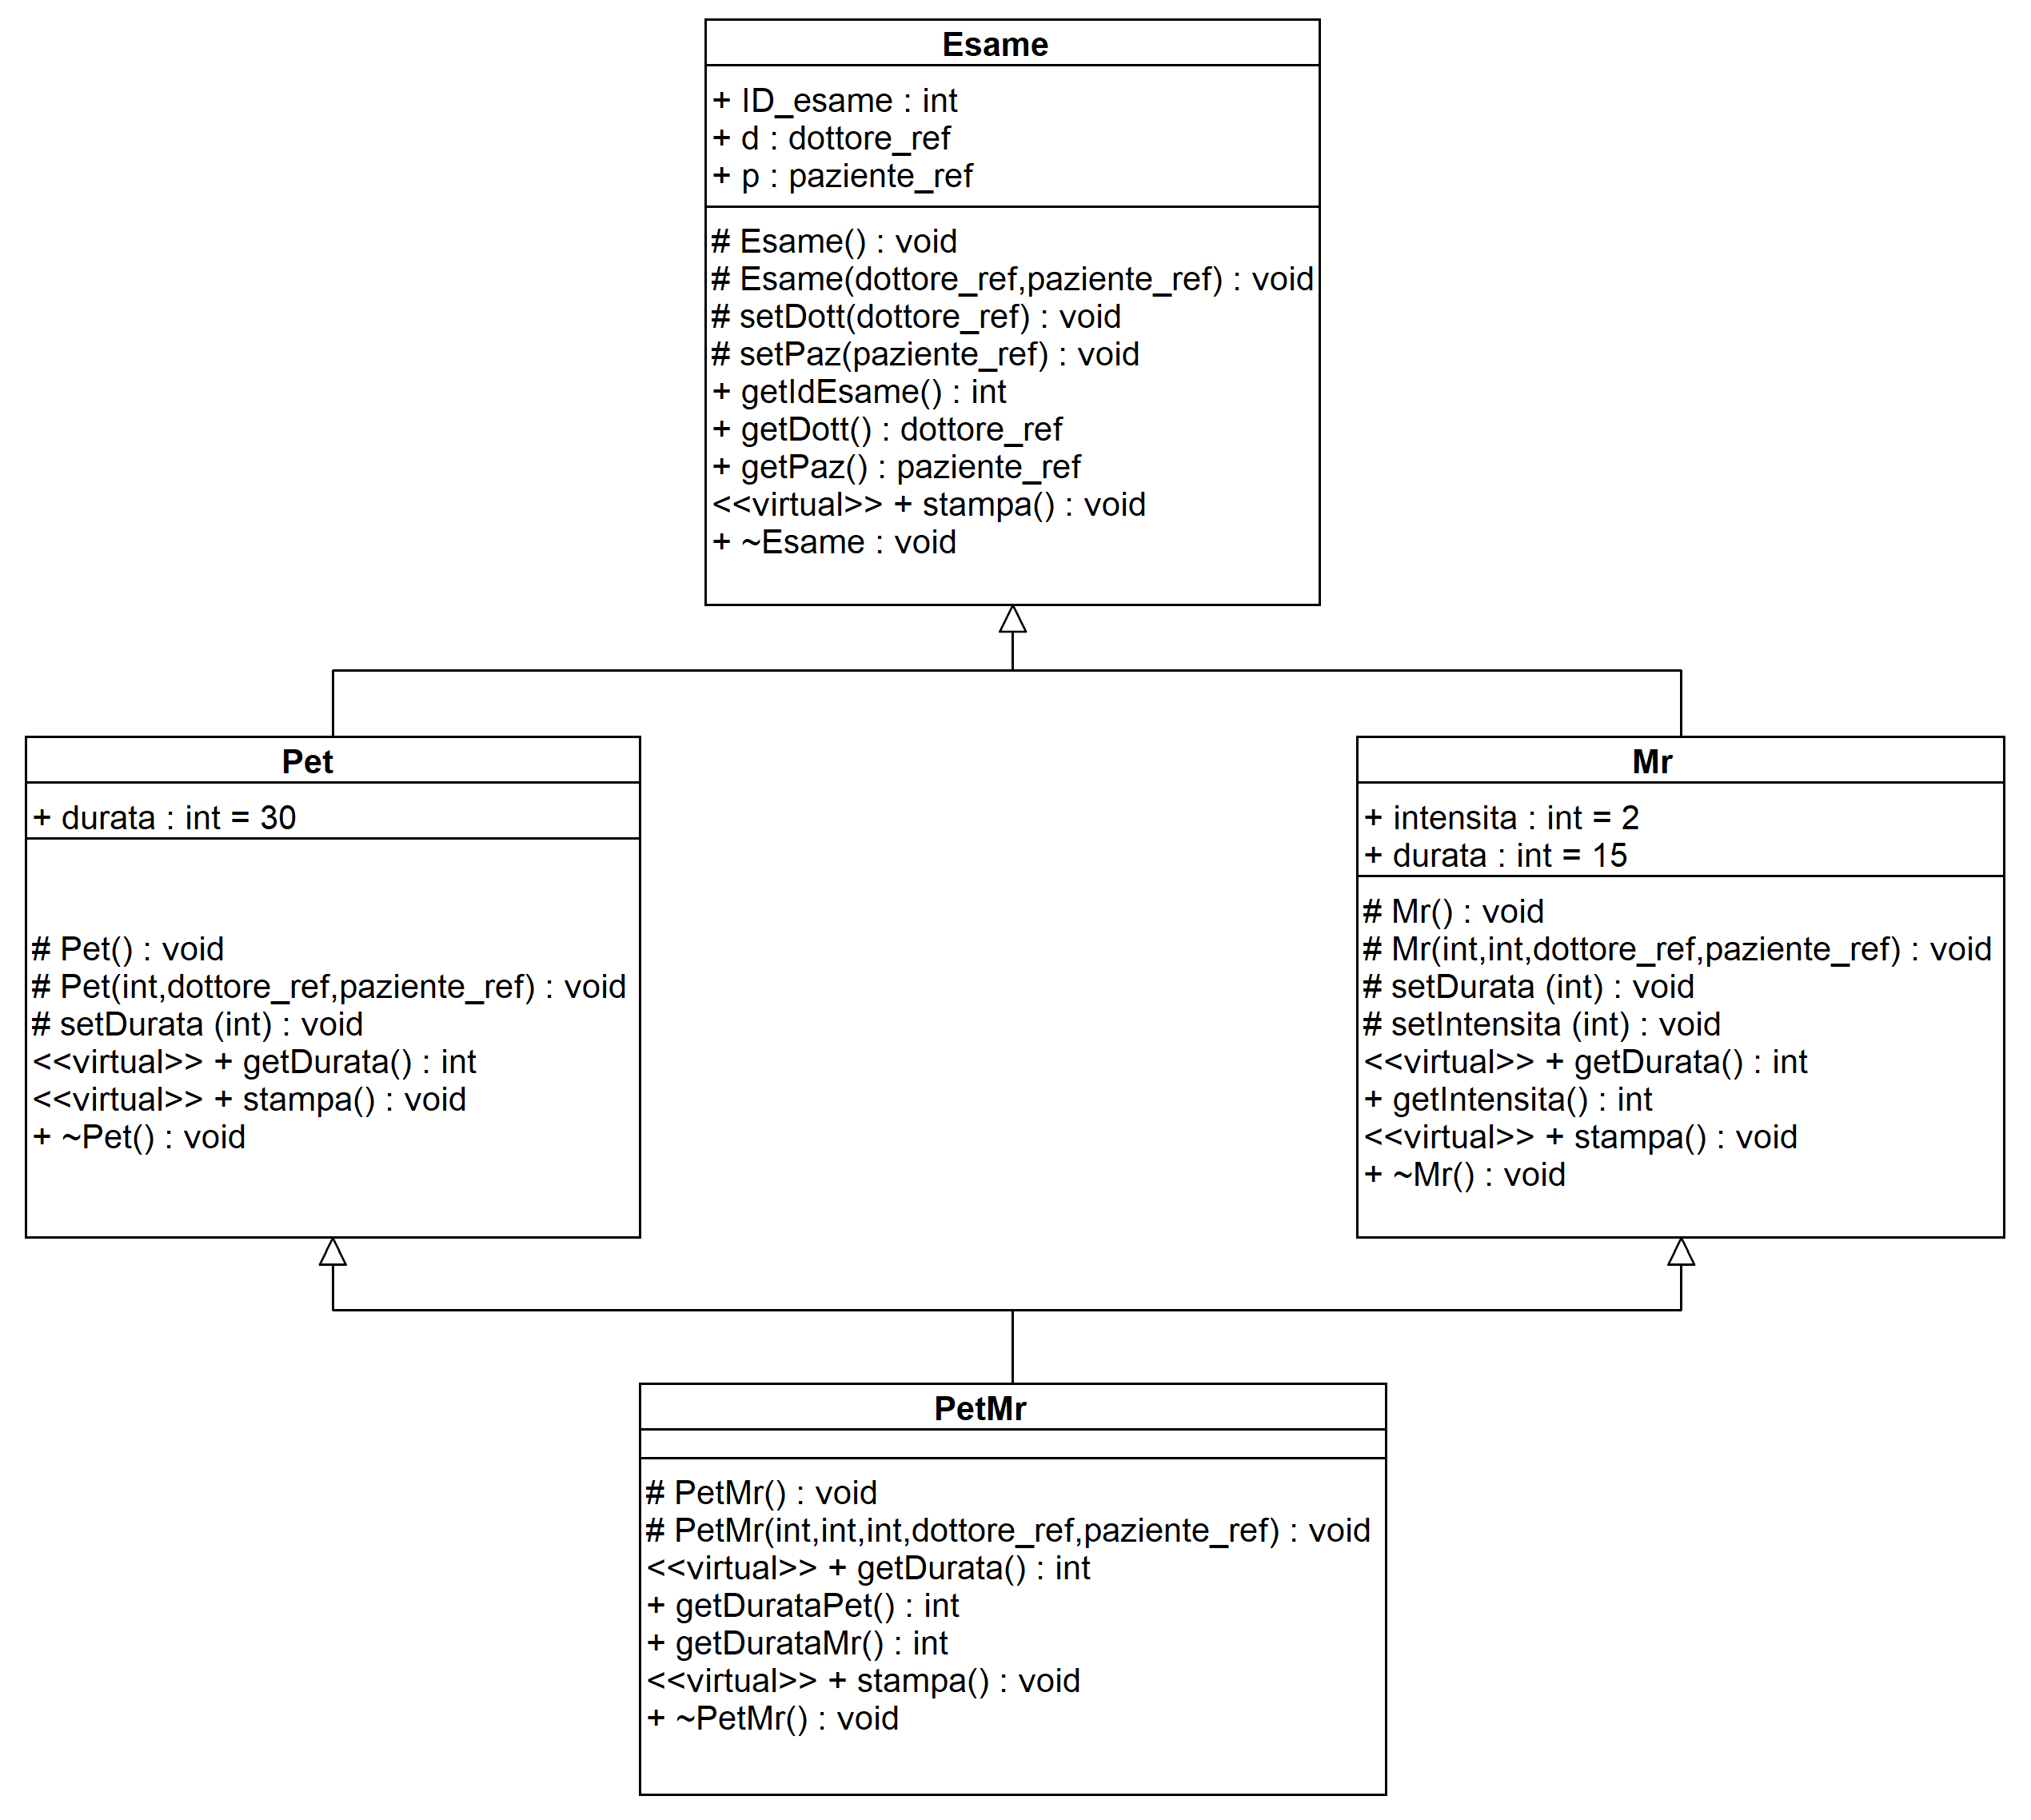 Esame
+ ID_esame : int
+ d : dottore_ref
+ p : paziente_ref
# Esame() : void
# Esame(dottore_ref,paziente_ref) : void
# setDott(dottore_ref) : void
# setPaz(paziente_ref) : void
+ getIdEsame() : int
+ getDott() : dottore_ref
+ getPaz() : paziente_ref
<<virtual>> + stampa() : void
+ ~Esame : void
Pet
+ durata : int = 30
# Pet() : void
# Pet(int,dottore_ref,paziente_ref) : void
# setDurata (int) : void
<<virtual>> + getDurata() : int
<<virtual>> + stampa() : void
+ ~Pet() : void
Mr
+ intensita : int = 2
+ durata : int = 15
# Mr() : void
# Mr(int,int,dottore_ref,paziente_ref) : void
# setDurata (int) : void
# setIntensita (int) : void
<<virtual>> + getDurata() : int
+ getIntensita() : int
<<virtual>> + stampa() : void
+ ~Mr() : void
PetMr
# PetMr() : void
# PetMr(int,int,int,dottore_ref,paziente_ref) : void
<<virtual>> + getDurata() : int
+ getDurataPet() : int
+ getDurataMr() : int
<<virtual>> + stampa() : void
+ ~PetMr() : void